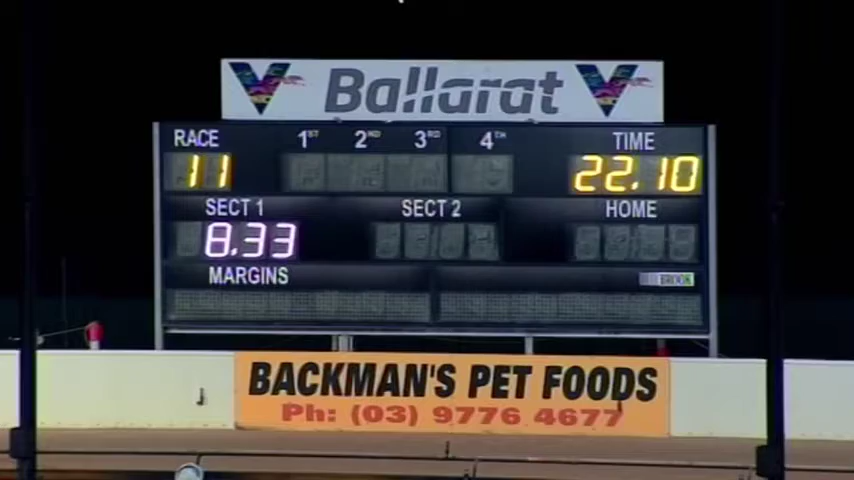 Ballarat
RACE 1ST 2ND 3RD 4TH TIME
11 22.10
SECT 1 SECT 2 HOME
8.33
MARGINS BROOK
BACKMAN'S PET FOODS
Ph: (03) 9776 4677